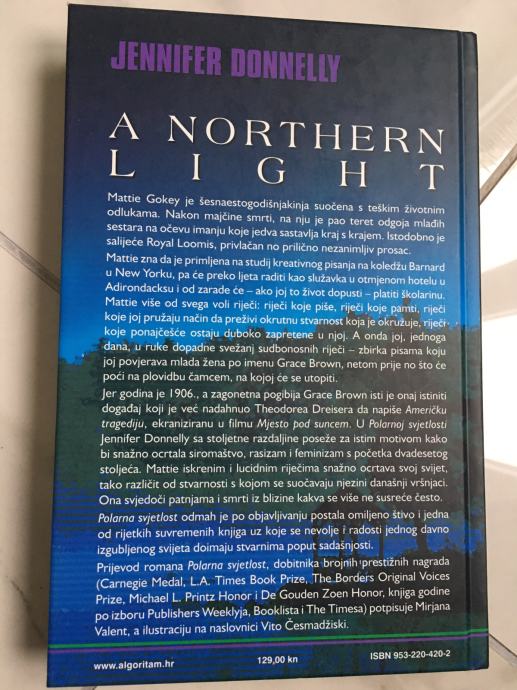 JENNIFER DONNELLY
A NORTHERN
LIGHT
Mattie Gokey je šesnaestogodišnjakinja suočena s teškim životnim
odlukama. Nakon majčine smrti, na nju je pao teret odgoja mlađih
sestara na očevu imanju koje jedva sastavlja kraj s krajem. Istodobno je
salijeće Royal Loomis, privlačan no prilično nezanimljiv prosac.
Mattie zna da je primljena na studij kreativnog pisanja na koledžu Barnard
u New Yorku, pa će preko ljeta raditi kao služavka u otmjenom hotelu u
Adirondacksu i od zarade će – ako joj to život dopusti – platiti školarinu.
Mattie više od svega voli riječi: riječi koje piše, riječi koje pamti, riječi
koje joj pružaju način da preživi okrutnu stvarnost koja je okružuje, riječi
koje ponajčešće ostaju duboko zapretene u njoj. A onda joj, jednoga
dana, u ruke dopadne svežanj sudbonosnih riječi – zbirka pisama koju
joj povjerava mlada žena po imenu Grace Brown, netom prije no što će
poći na plovidbu čamcem, na kojoj će se utopiti.
Jer godina je 1906., a zagonetna pogibija Grace Brown isti je onaj istiniti
događaj koji je već nadahnuo Theodorea Dreisera da napiše Američku
tragediju, ekraniziranu u filmu Mjesto pod suncem. U Polarnoj svjetlosti
Jennifer Donnelly sa stoljetne razdaljine poseže za istim motivom kako
bi snažno ocrtala siromaštvo, rasizam i feminizam s početka dvadesetog
stoljeća. Mattie iskrenim i lucidnim riječima snažno ocrtava svoj svijet,
tako različit od stvarnosti s kojom se suočavaju njezini današnji vršnjaci.
Ona svjedoči patnjama i smrti iz blizine kakva se više ne susreće često.
Polarna svjetlost odmah je po objavljivanju postala omiljeno štivo i jedna
od rijetkih suvremenih knjiga uz koje se nevolje i radosti jednog davno
izgubljenog svijeta doimaju stvarnima poput sadašnjosti.
Prijevod romana Polarna svjetlost, dobitnika brojnih prestižnih nagrada
(Carnegie Medal, L.A. Times Book Prize, The Borders Original Voices
Prize, Michael L. Printz Honor i De Gouden Zoen Honor, knjiga godine
po izboru Publishers Weeklyja, Booklista i The Timesa) potpisuje Mirjana
Valent, a ilustraciju na naslovnici Vito Česmadžiski.
www.algoritam.hr 129,00 kn ISBN 953-220-420-2